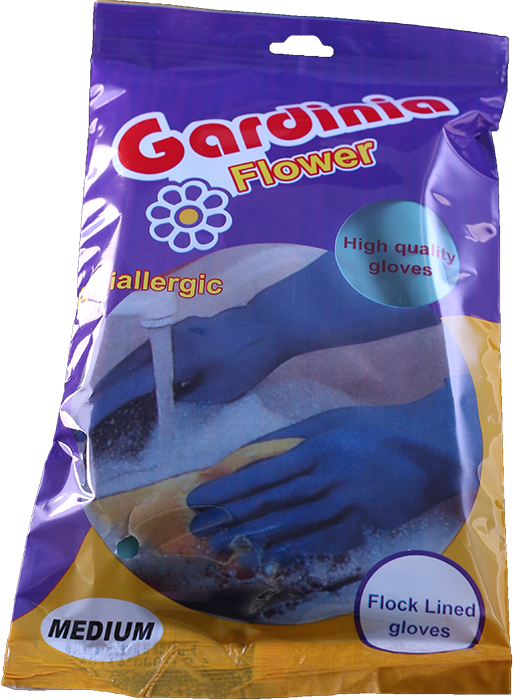 Gardinia
Flower
High quality
gloves
iallergic
Flock Lined
gloves
MEDIUM